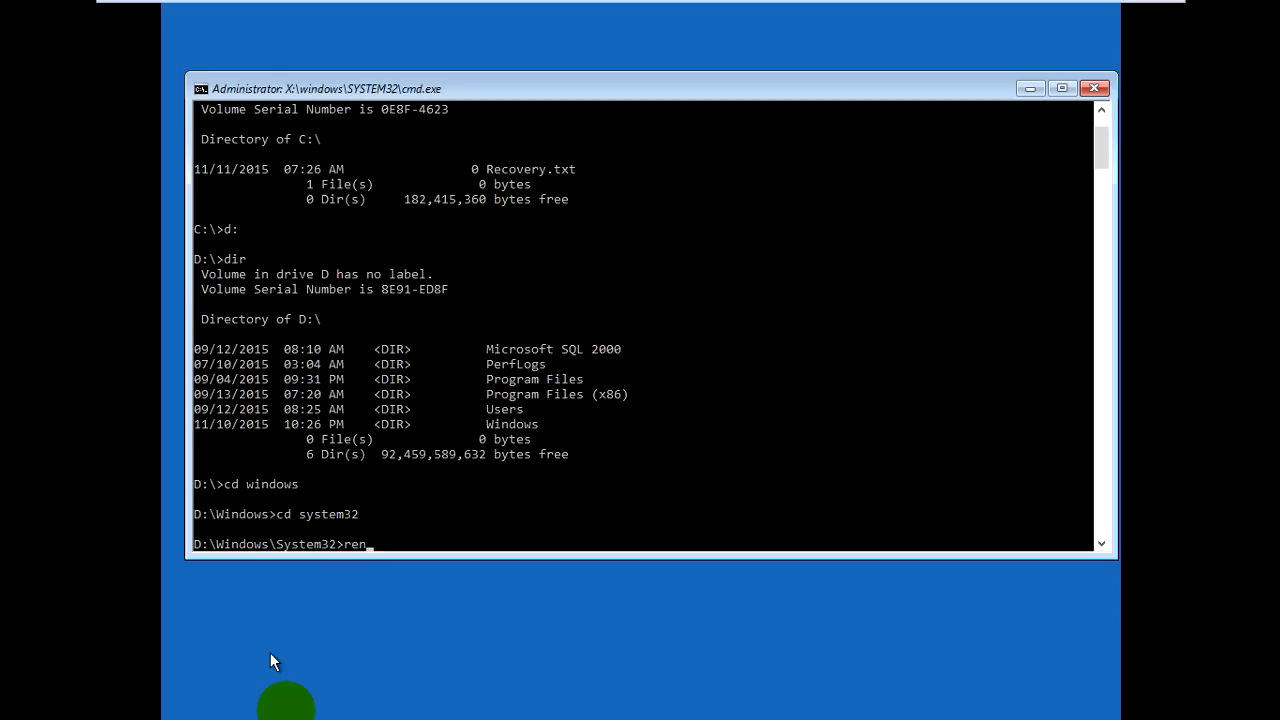 Administrator: X:\windows\SYSTEM32\cmd.exe
Volume Serial Number is 0E8F-4623
Directory of C:\
11/11/2015  07:26 AM                 0 Recovery.txt
1 File(s)              0 bytes
0 Dir(s)     182,415,360 bytes free
C:\>d:
D:\>dir
Volume in drive D has no label.
Volume Serial Number is 8E91-ED8F
Directory of D:\
09/12/2015  08:10 AM    <DIR>          Microsoft SQL 2000
07/10/2015  03:04 AM    <DIR>          PerfLogs
09/04/2015  09:31 PM    <DIR>          Program Files
09/13/2015  07:20 AM    <DIR>          Program Files (x86)
09/12/2015  08:25 AM    <DIR>          Users
11/10/2015  10:26 PM    <DIR>          Windows
0 File(s)              0 bytes
6 Dir(s)  92,459,589,632 bytes free
D:\>cd windows
D:\Windows>cd system32
D:\Windows\System32>ren_